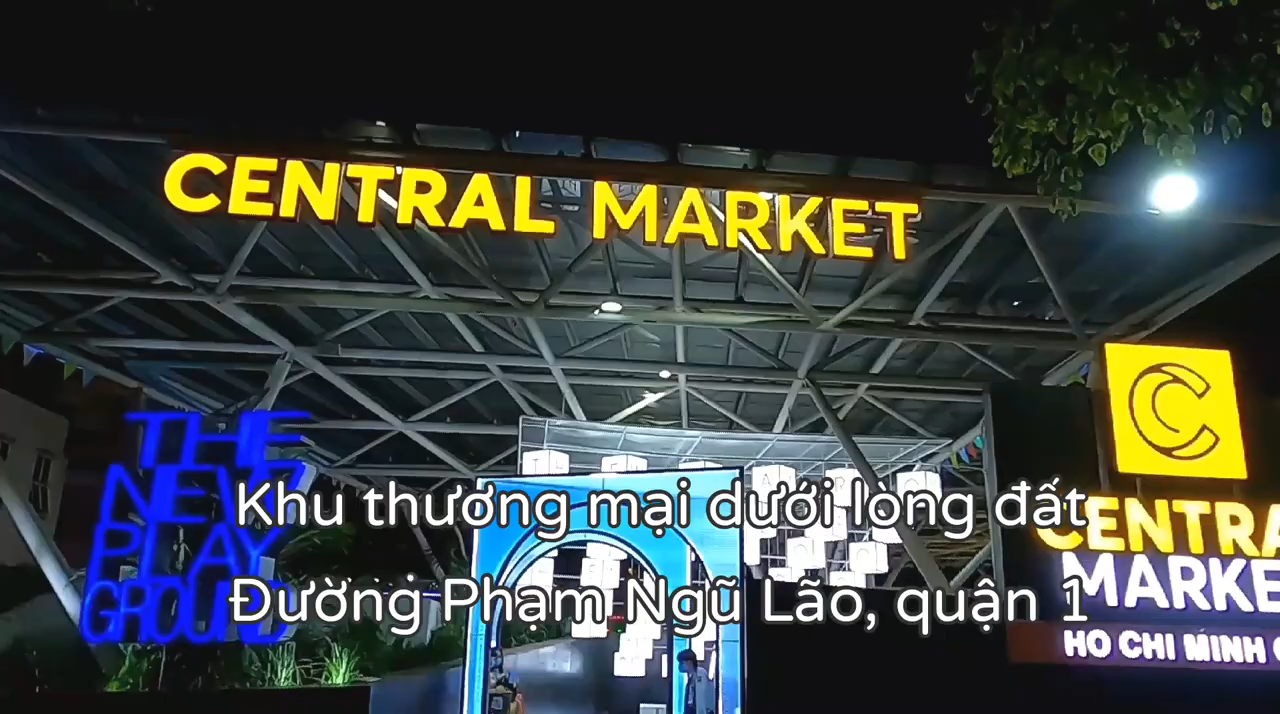 CENTRAL MARKET
THE
NEW
PLAY
GROUND
Khu thương mại dưới lòng đất
Đường Phạm Ngũ Lão, quận 1
C
CENTRA
MARKE
HO CHI MINH C